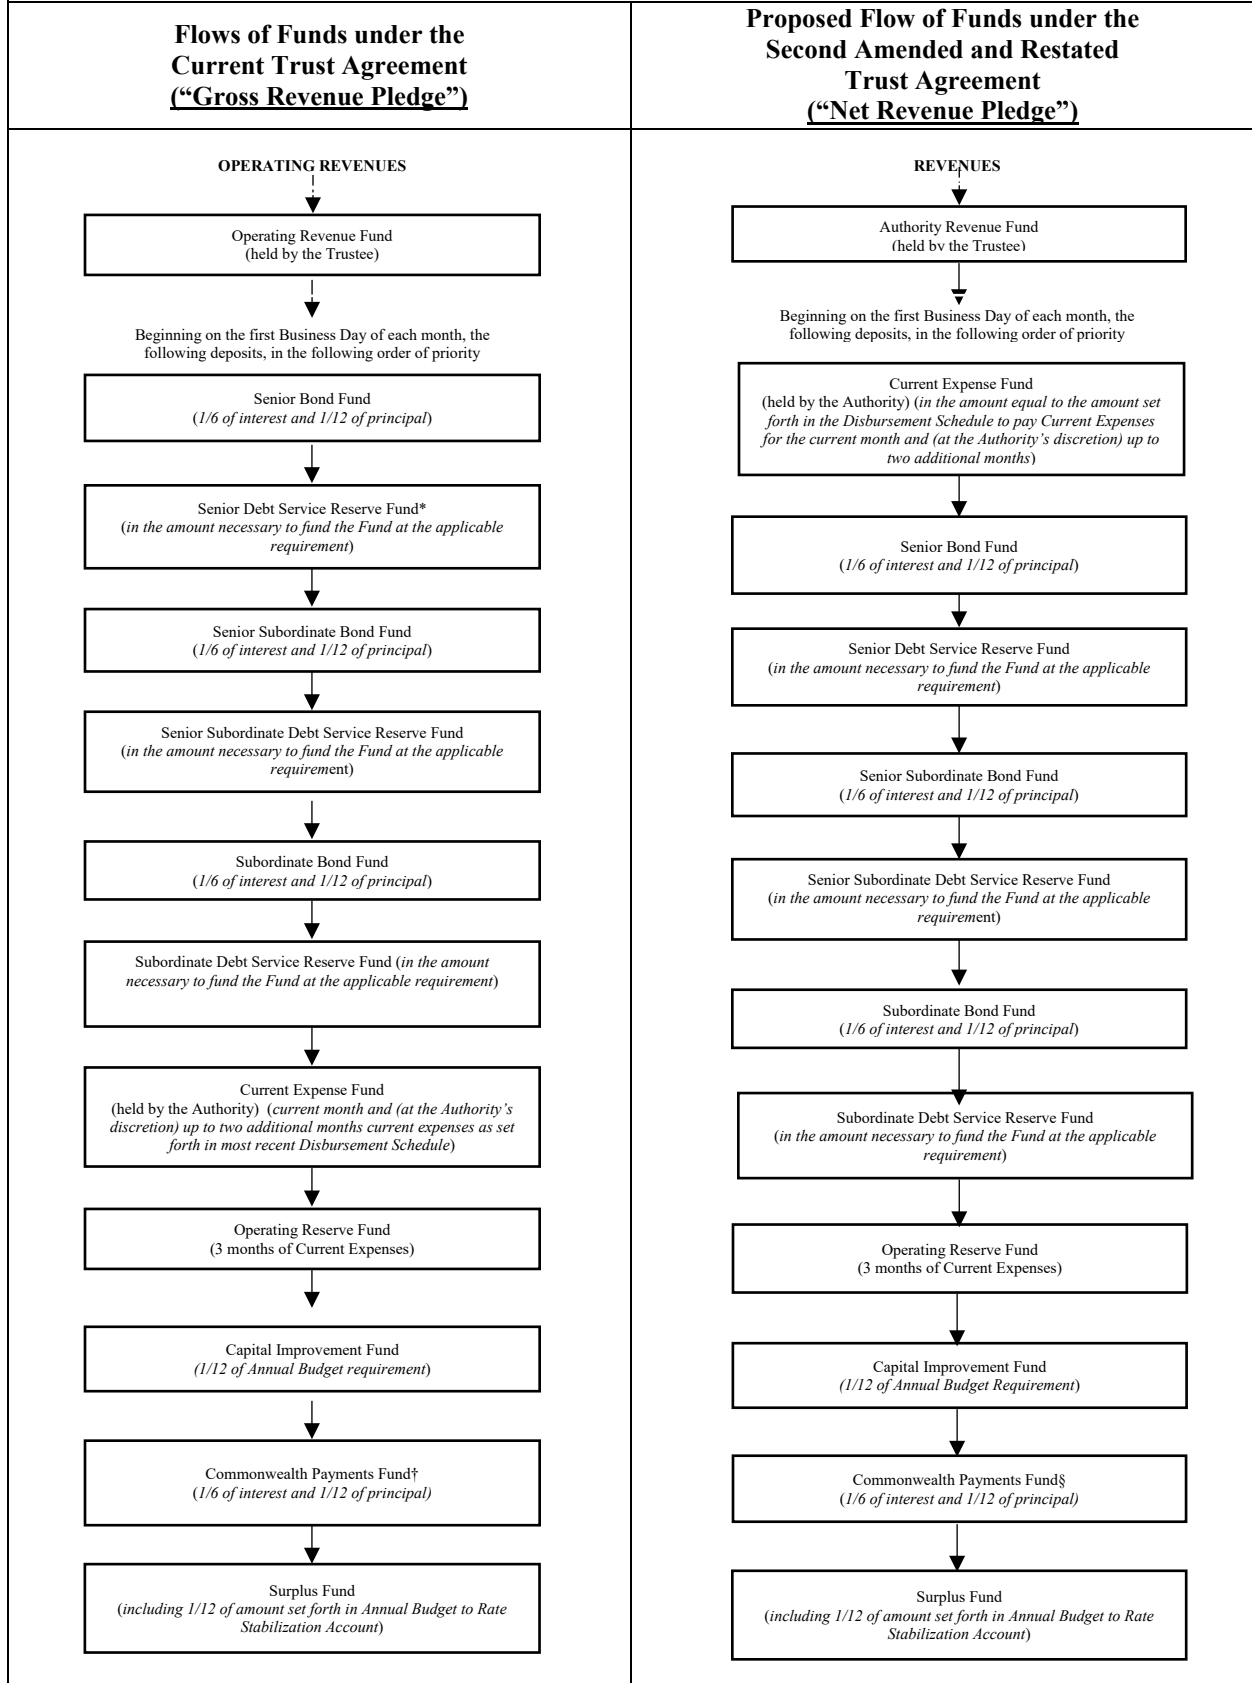 Flows of Funds under the
Current Trust Agreement
(“Gross Revenue Pledge”)
OPERATING REVENUES
Operating Revenue Fund
(held by the Trustee)
Beginning on the first Business Day of each month, the
following deposits, in the following order of priority
Senior Bond Fund
(1/6 of interest and 1/12 of principal)
Senior Debt Service Reserve Fund*
(in the amount necessary to fund the Fund at the applicable
requirement)
Senior Subordinate Bond Fund
(1/6 of interest and 1/12 of principal)
Senior Subordinate Debt Service Reserve Fund
(in the amount necessary to fund the Fund at the applicable
requirement)
Subordinate Bond Fund
(1/6 of interest and 1/12 of principal)
Subordinate Debt Service Reserve Fund (in the amount
necessary to fund the Fund at the applicable requirement)
Current Expense Fund
(held by the Authority) (current month and (at the Authority’s
discretion) up to two additional months current expenses as set
forth in most recent Disbursement Schedule)
Operating Reserve Fund
(3 months of Current Expenses)
Capital Improvement Fund
(1/12 of Annual Budget requirement)
Commonwealth Payments Fund†
(1/6 of interest and 1/12 of principal)
Surplus Fund
(including 1/12 of amount set forth in Annual Budget to Rate
Stabilization Account)
Proposed Flow of Funds under the
Second Amended and Restated
Trust Agreement
(“Net Revenue Pledge”)
REVENUES
Authority Revenue Fund
(held by the Trustee)
Beginning on the first Business Day of each month, the
following deposits, in the following order of priority
Current Expense Fund
(held by the Authority) (in the amount equal to the amount set
forth in the Disbursement Schedule to pay Current Expenses
for the current month and (at the Authority’s discretion) up to
two additional months)
Senior Bond Fund
(1/6 of interest and 1/12 of principal)
Senior Debt Service Reserve Fund
(in the amount necessary to fund the Fund at the applicable
requirement)
Senior Subordinate Bond Fund
(1/6 of interest and 1/12 of principal)
Senior Subordinate Debt Service Reserve Fund
(in the amount necessary to fund the Fund at the applicable
requirement)
Subordinate Bond Fund
(1/6 of interest and 1/12 of principal)
Subordinate Debt Service Reserve Fund
(in the amount necessary to fund the Fund at the applicable
requirement)
Operating Reserve Fund
(3 months of Current Expenses)
Capital Improvement Fund
(1/12 of Annual Budget Requirement)
Commonwealth Payments Fund§
(1/6 of interest and 1/12 of principal)
Surplus Fund
(including 1/12 of amount set forth in Annual Budget to Rate
Stabilization Account)